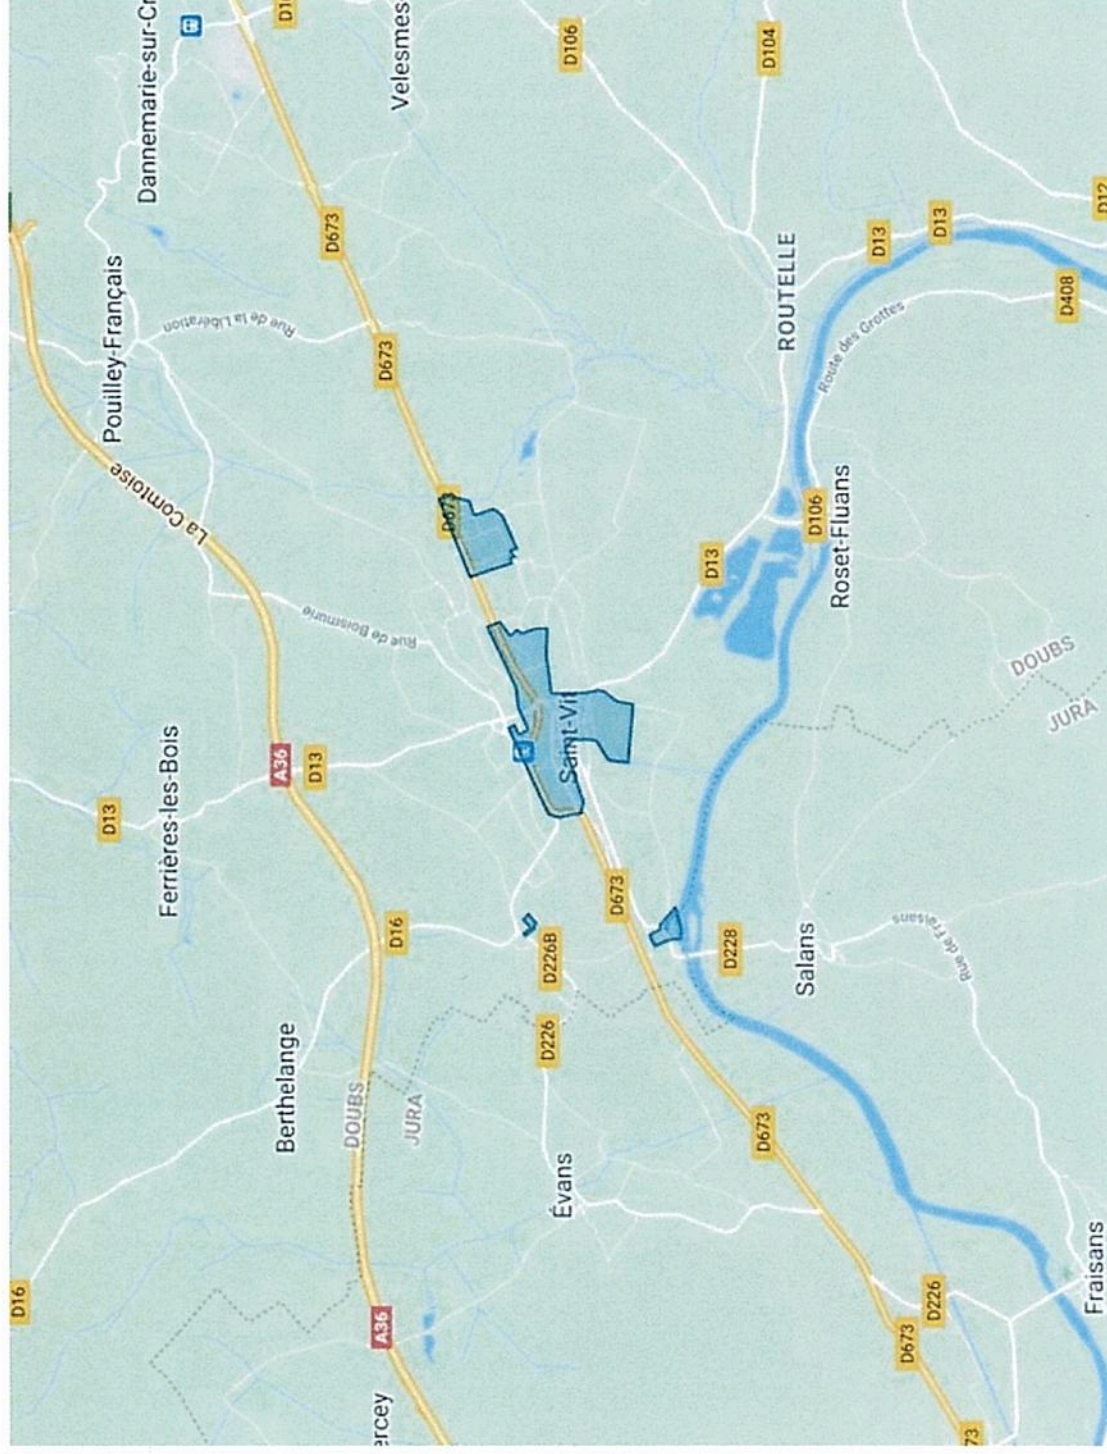 D16
A36
ercey
Berthelange
DOUBS
JURA
D16
D226
D226B
Évans
D673
D226
D673
73
Fraisans
Rue de Fraisans
Salans
D228
D673
Ferrières-les-Bois
D13
A36
D13
Saint-Vit
Rue de Boismurie
La Comtoise
Pouilley-Français
Rue de la Libération
D673
D673
D673
Dannemarie-sur-Cr
Velesmes-
D106
D104
ROUTELLE
D13
D13
D13
D408
Route des Grottes
D106
Roset-Fluans
DOUBS
JURA
D12